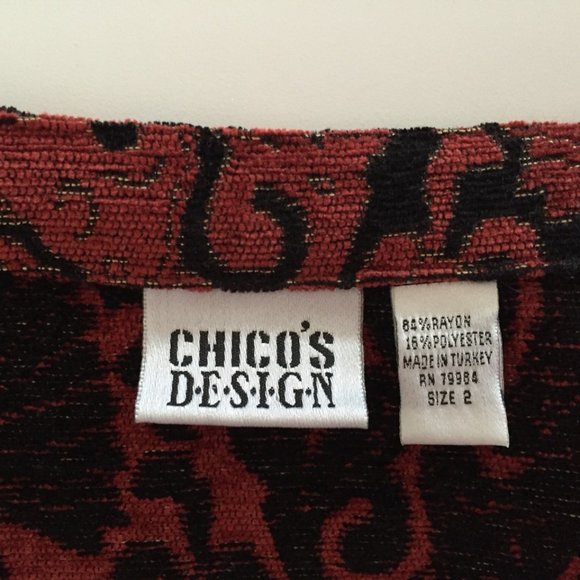 CHICO'S
D·E·S·I·G·N
84% RAYON
16% POLYESTER
MADE IN TURKEY
RN 79984
SIZE 2